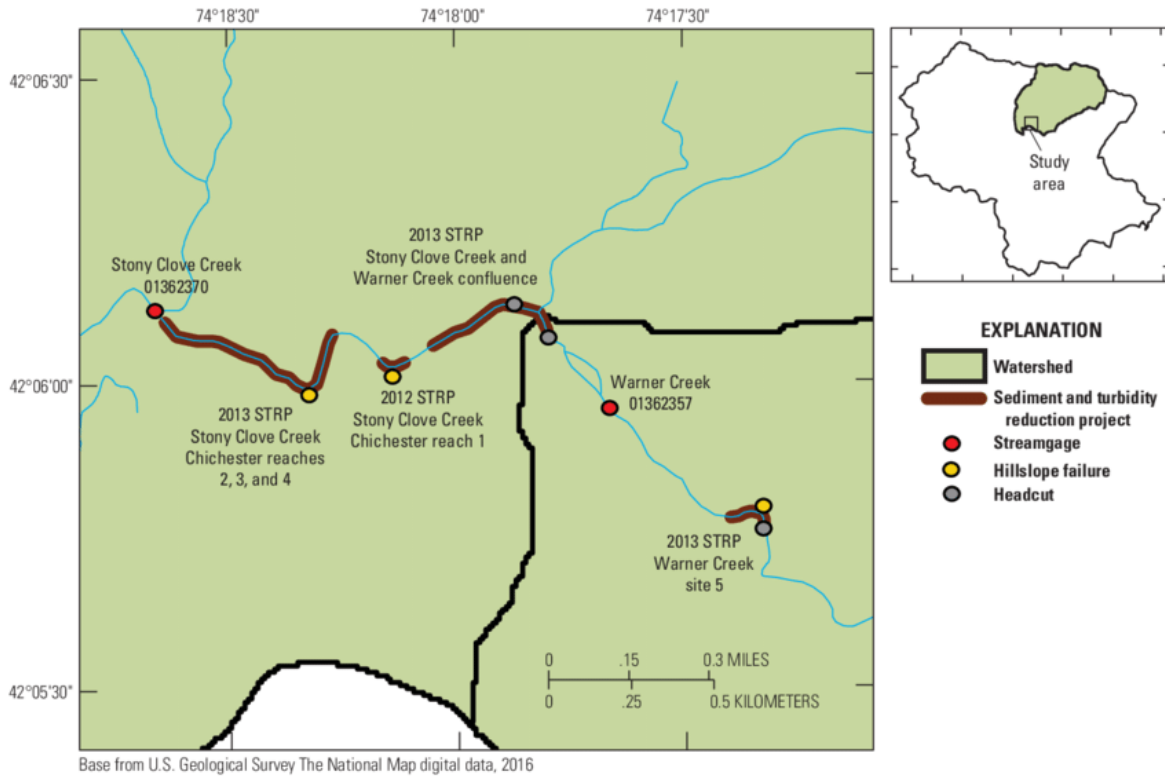 74°18'30"
74°18'00"
74°17'30"
42°06'30"
42°06'00"
42°05'30"
Stony Clove Creek
01362370
2013 STRP
Stony Clove Creek and
Warner Creek confluence
2013 STRP
Stony Clove Creek
Chichester reaches
2, 3, and 4
2012 STRP
Stony Clove Creek
Chichester reach 1
Warner Creek
01362357
2013 STRP
Warner Creek
site 5
0 .15 0.3 MILES
0 .25 0.5 KILOMETERS
Base from U.S. Geological Survey The National Map digital data, 2016
Study
area
EXPLANATION
Watershed
Sediment and turbidity
reduction project
Streamgage
Hillslope failure
Headcut